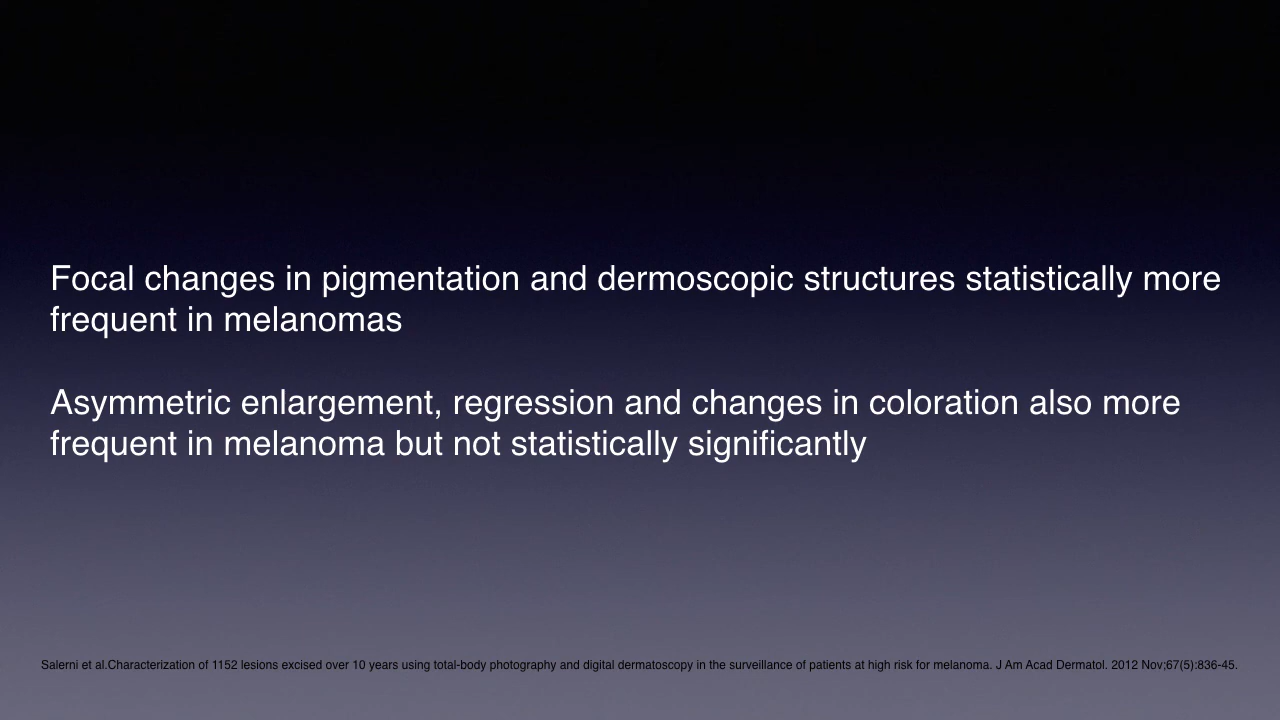 Focal changes in pigmentation and dermoscopic structures statistically more
frequent in melanomas
Asymmetric enlargement, regression and changes in coloration also more
frequent in melanoma but not statistically significantly
Salerni et al.Characterization of 1152 lesions excised over 10 years using total-body photography and digital dermatoscopy in the surveillance of patients at high risk for melanoma. J Am Acad Dermatol. 2012 Nov;67(5):836-45.